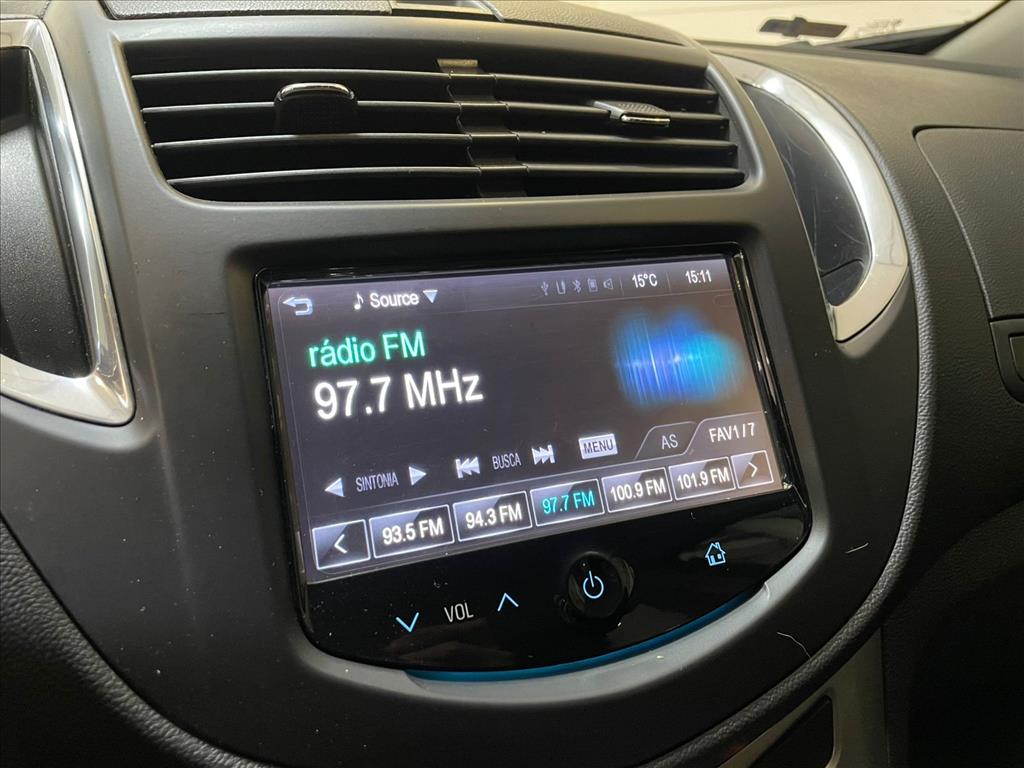 Source 15°C 15:11
rádio FM
97.7 MHz
SINTONIA BUSCA MENU AS FAV1/7
93.5 FM 94.3 FM 97.7 FM 100.9 FM 101.9 FM
VOL